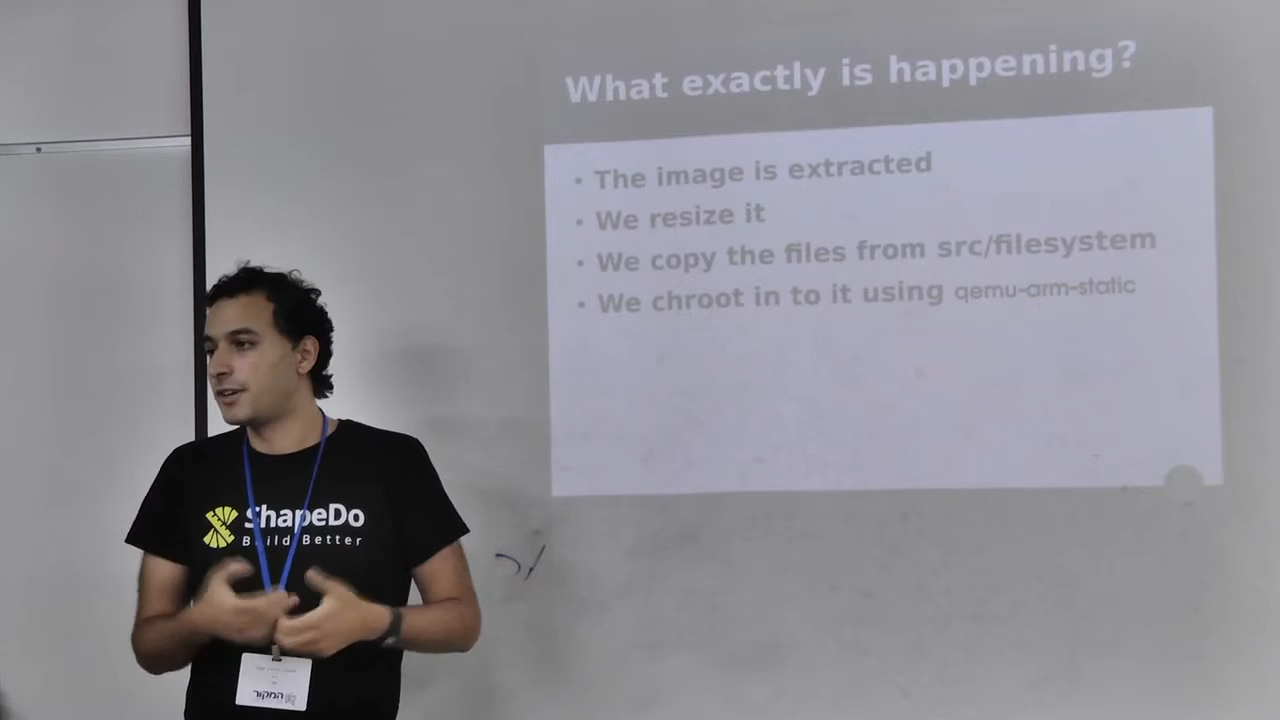 What exactly is happening?
• The image is extracted
• We resize it
• We copy the files from src/filesystem
• We chroot in to it using qemu-arm-static
ShapeDo
Build Better
המקור